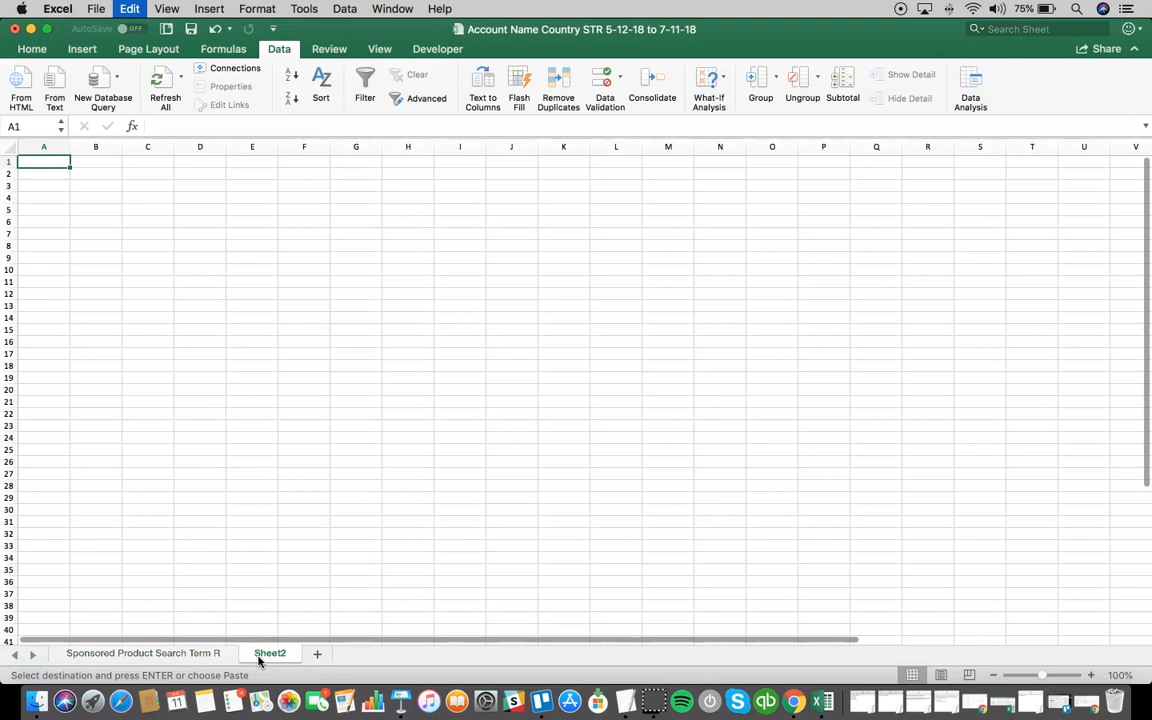 Excel File Edit View Insert Format Tools Data Window Help 75%
AutoSave OFF Account Name Country STR 5-12-18 to 7-11-18 Search Sheet
Home Insert Page Layout Formulas Data Review View Developer Share
From HTML
From Text
New Database Query
Refresh All
Connections
Properties
Edit Links
Sort
Filter
Clear
Advanced
Text to Columns
Flash Fill
Remove Duplicates
Data Validation
Consolidate
What-If Analysis
Group
Ungroup
Subtotal
Show Detail
Hide Detail
Data Analysis
A1 fx
A B C D E F G H I J K L M N O P Q R S T U V
1
2
3
4
5
6
7
8
9
10
11
12
13
14
15
16
17
18
19
20
21
22
23
24
25
26
27
28
29
30
31
32
33
34
35
36
37
38
39
40
41
Sponsored Product Search Term R Sheet2
Select destination and press ENTER or choose Paste 100%